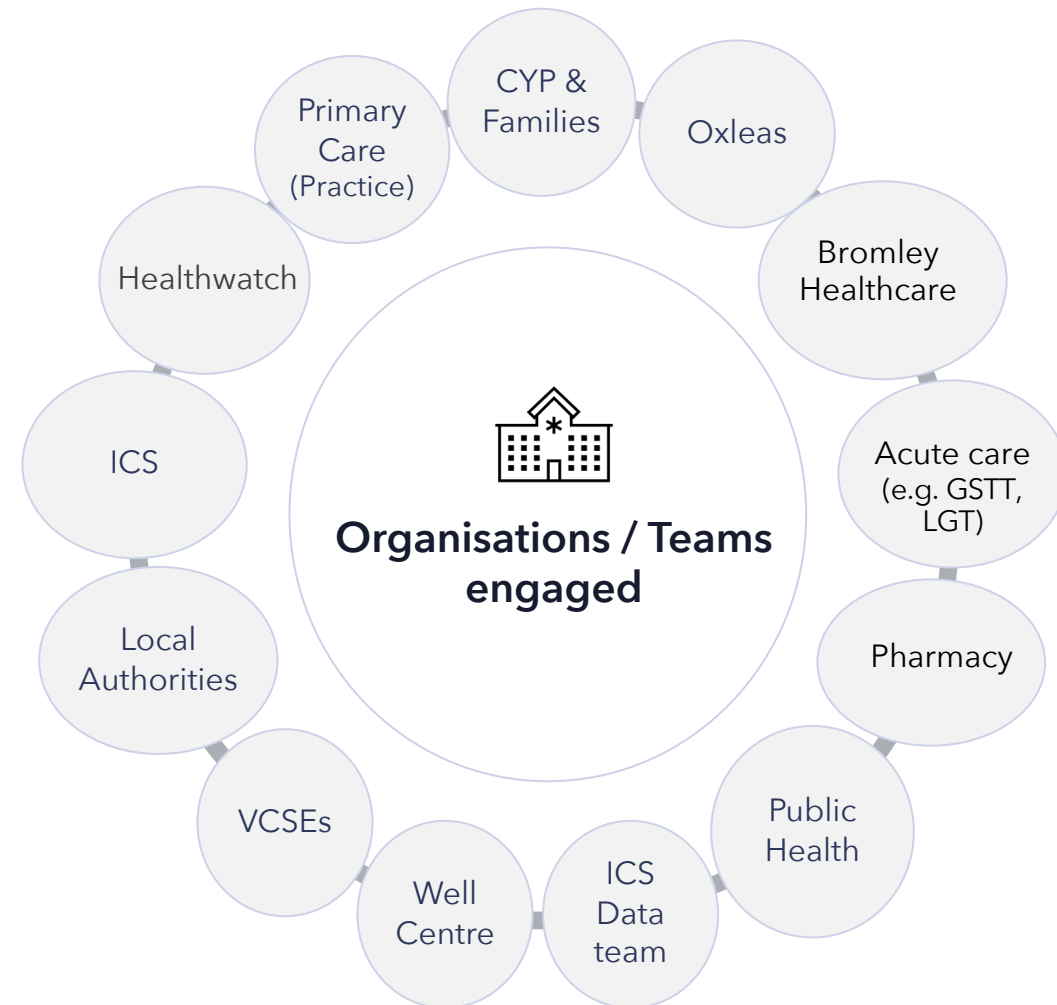 CYP &
Families
Oxleas
Bromley
Healthcare
Acute care
(e.g. GSTT,
LGT)
Pharmacy
Public
Health
ICS
Data
team
Well
Centre
VCSEs
Local
Authorities
ICS
Healthwatch
Primary
Care
(Practice)
Organisations / Teams
engaged